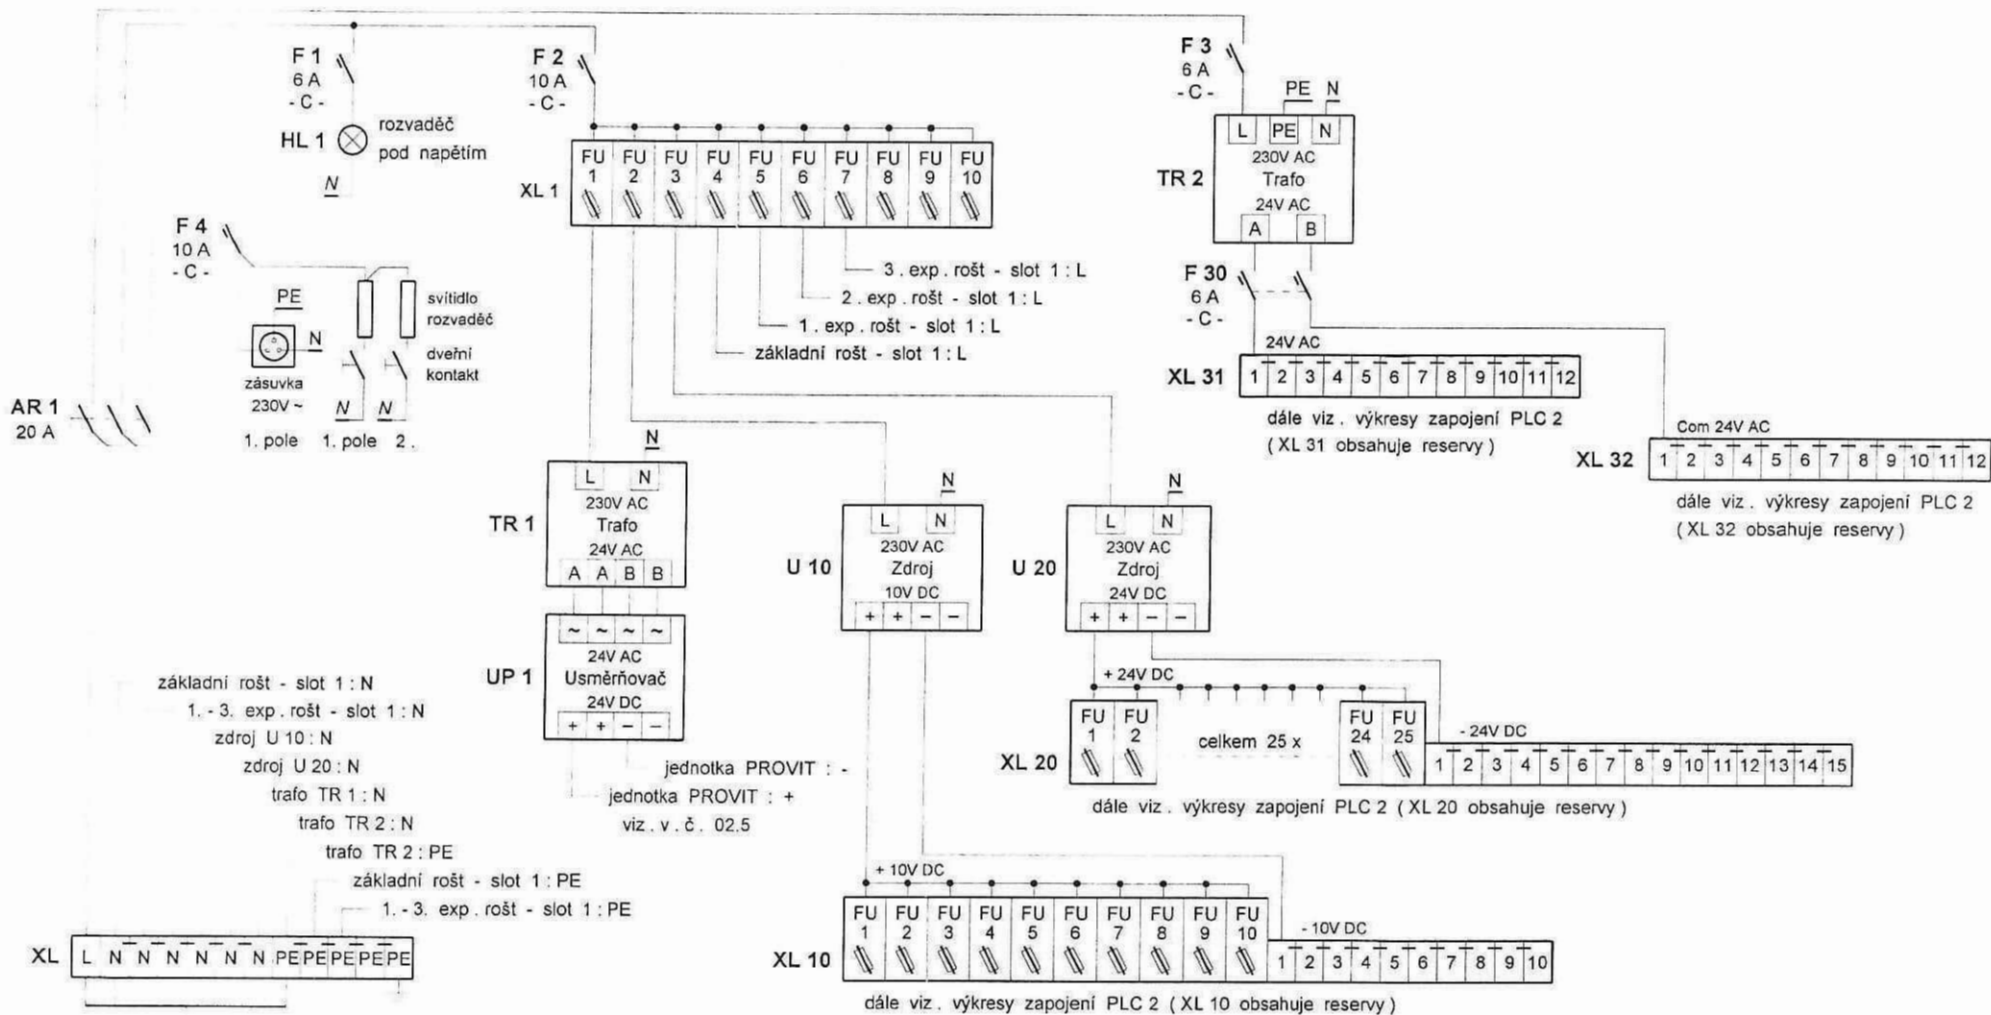 F 1
6 A
- C -
HL 1
rozvaděč
pod napětím
N
F 2
10 A
- C -
XL 1
FU 1 FU 2 FU 3 FU 4 FU 5 FU 6 FU 7 FU 8 FU 9 FU 10
3 . exp . rošt - slot 1 : L
2 . exp . rošt - slot 1 : L
1 . exp . rošt - slot 1 : L
základní rošt - slot 1 : L
F 3
6 A
- C -
PE N
L PE N
230V AC
TR 2 Trafo
24V AC
A B
F 30
6 A
- C -
24V AC
XL 31 1 2 3 4 5 6 7 8 9 10 11 12
dále viz . výkresy zapojení PLC 2
( XL 31 obsahuje reservy )
Com 24V AC
XL 32 1 2 3 4 5 6 7 8 9 10 11 12
dále viz . výkresy zapojení PLC 2
( XL 32 obsahuje reservy )
F 4
10 A
- C -
PE
N
zásuvka
230V ~
1. pole
svítidlo
rozvaděč
dveřní
kontakt
N N
1. pole 2 .
AR 1
20 A
N
L N
230V AC
TR 1 Trafo
24V AC
A A B B
~ ~ ~ ~
24V AC
UP 1 Usměrňovač
24V DC
+ + − −
jednotka PROVIT : -
jednotka PROVIT : +
viz . v . č . 02.5
N
L N
230V AC
U 10 Zdroj
10V DC
+ + − −
N
L N
230V AC
U 20 Zdroj
24V DC
+ + − −
+ 24V DC
XL 20
FU 1 FU 2
celkem 25 x
FU 24 FU 25
- 24V DC
1 2 3 4 5 6 7 8 9 10 11 12 13 14 15
dále viz . výkresy zapojení PLC 2 ( XL 20 obsahuje reservy )
základní rošt - slot 1 : N
1. - 3. exp . rošt - slot 1 : N
zdroj U 10 : N
zdroj U 20 : N
trafo TR 1 : N
trafo TR 2 : N
trafo TR 2 : PE
základní rošt - slot 1 : PE
1. - 3. exp . rošt - slot 1 : PE
XL L N N N N N N PE PE PE PE PE
+ 10V DC
XL 10
FU 1 FU 2 FU 3 FU 4 FU 5 FU 6 FU 7 FU 8 FU 9 FU 10
- 10V DC
1 2 3 4 5 6 7 8 9 10
dále viz . výkresy zapojení PLC 2 ( XL 10 obsahuje reservy )